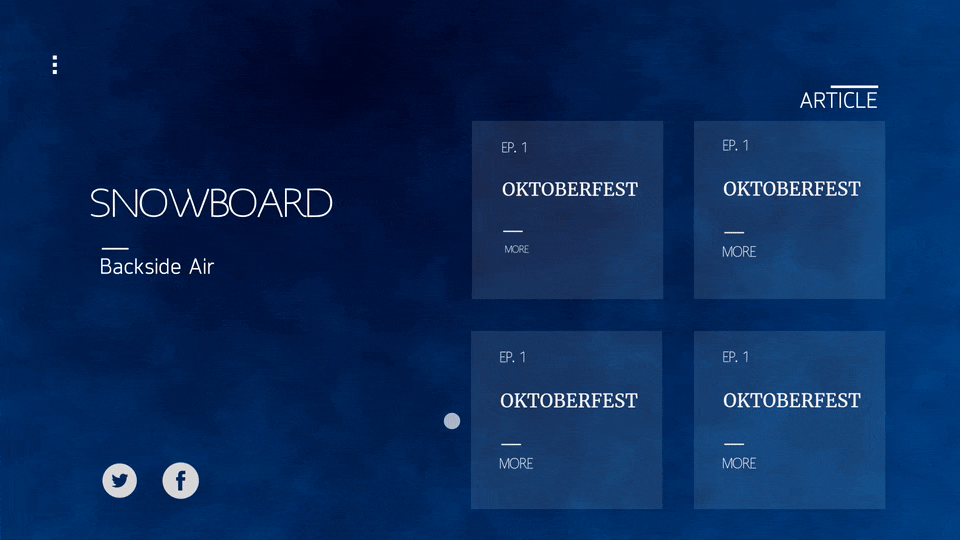 ARTICLE
SNOWBOARD
Backside Air
EP. 1
OKTOBERFEST
MORE
EP. 1
OKTOBERFEST
MORE
EP. 1
OKTOBERFEST
MORE
EP. 1
OKTOBERFEST
MORE